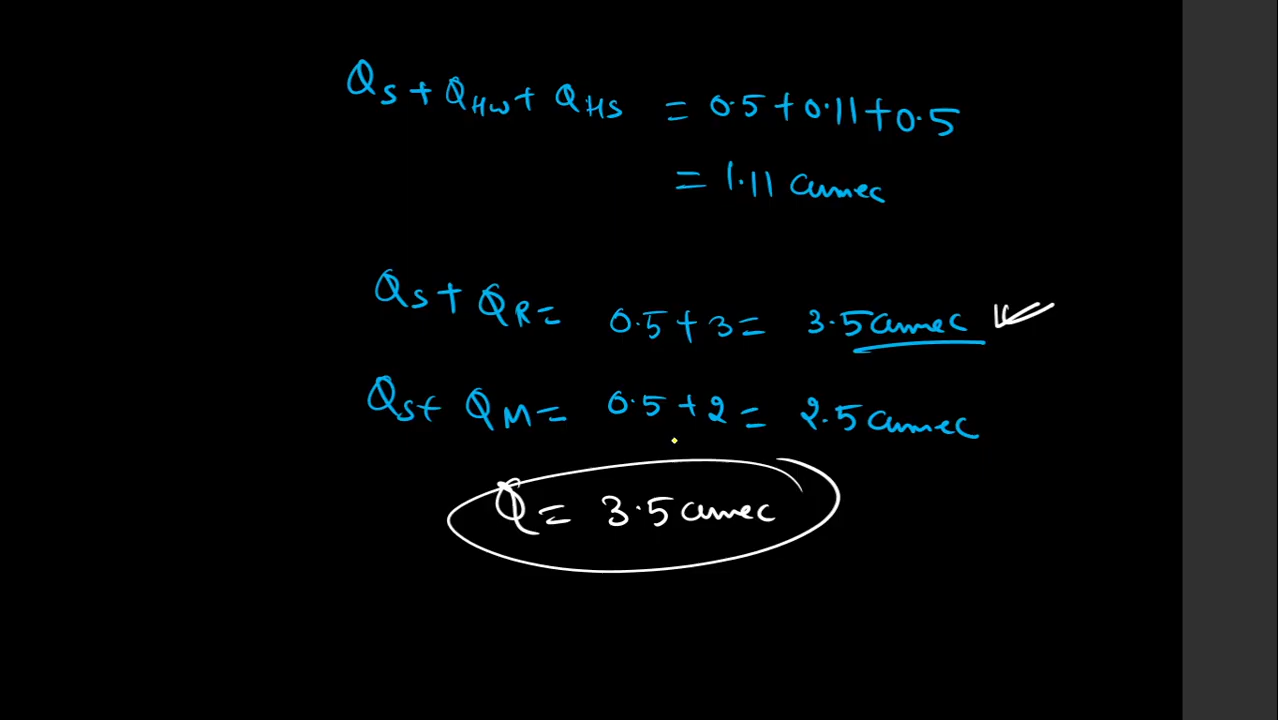 Qs + QHW + QHS = 0.5 + 0.11 + 0.5
= 1.11 cumec
Qs + QR = 0.5 + 3 = 3.5 cumec
Qs + QM = 0.5 + 2 = 2.5 cumec
Q = 3.5 cumec